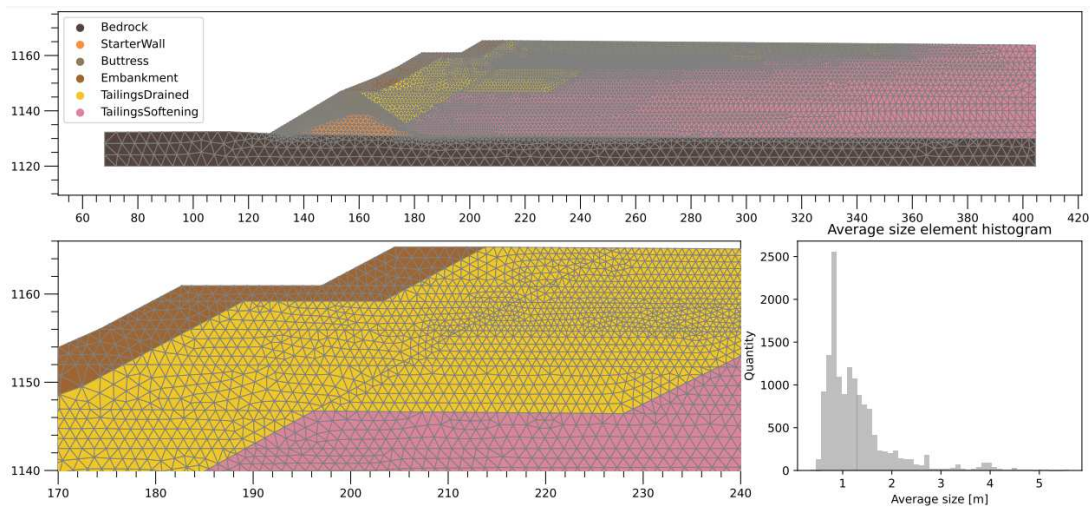 Bedrock
StarterWall
Buttress
Embankment
TailingsDrained
TailingsSoftening
1160
1150
1140
1130
1120
60 80 100 120 140 160 180 200 220 240 260 280 300 320 340 360 380 400 420
Average size element histogram
1160
1150
1140
170 180 190 200 210 220 230 240
Quantity
2500
2000
1500
1000
500
0
1 2 3 4 5
Average size [m]